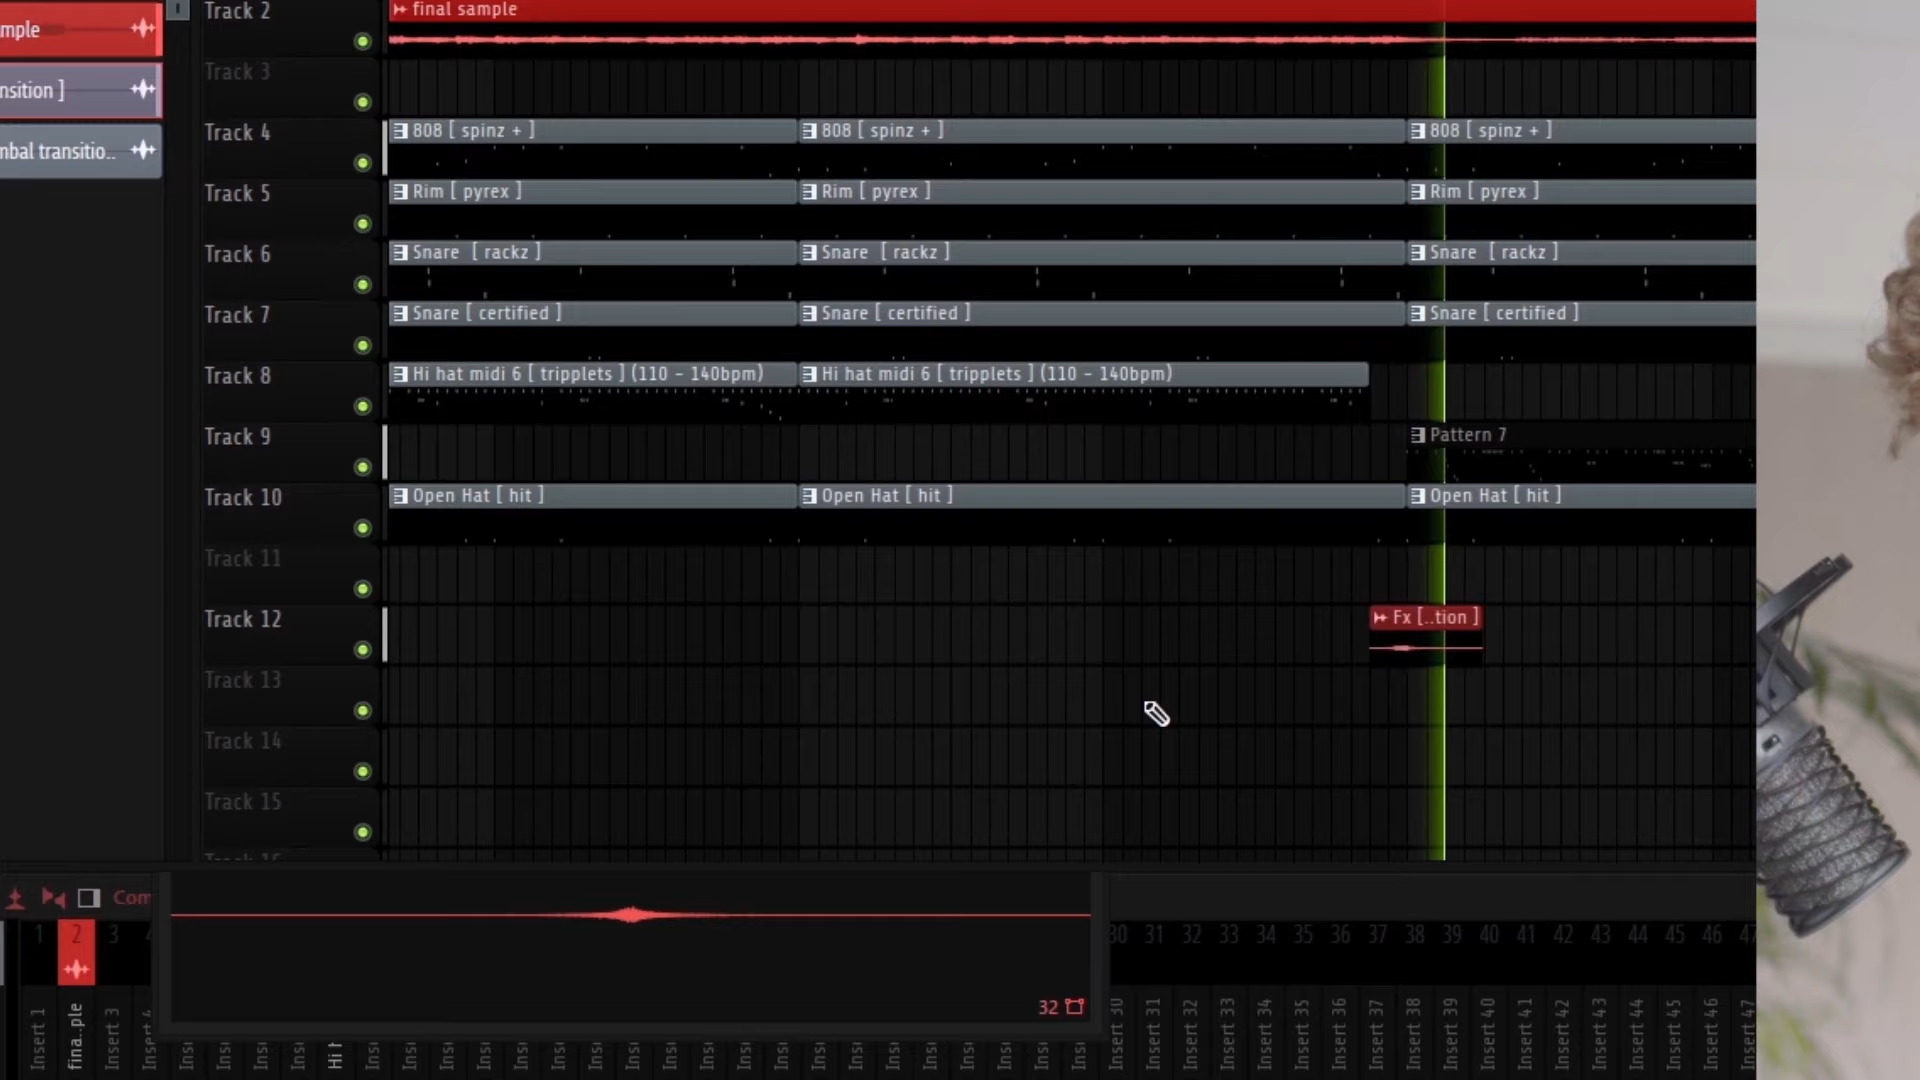 Track 2
final sample
mple
Track 3
nsition ]
Track 4
808 [ spinz + ]
808 [ spinz + ]
808 [ spinz + ]
mbal transitio..
Track 5
Rim [ pyrex ]
Rim [ pyrex ]
Rim [ pyrex ]
Track 6
Snare [ rackz ]
Snare [ rackz ]
Snare [ rackz ]
Track 7
Snare [ certified ]
Snare [ certified ]
Snare [ certified ]
Track 8
Hi hat midi 6 [ tripplets ] (110 - 140bpm)
Hi hat midi 6 [ tripplets ] (110 - 140bpm)
Track 9
Pattern 7
Track 10
Open Hat [ hit ]
Open Hat [ hit ]
Open Hat [ hit ]
Track 11
Track 12
Fx [..tion ]
Track 13
Track 14
Track 15
Com
1 2 3 4
30 31 32 33 34 35 36 37 38 39 40 41 42 43 44 45 46 47
32
Insert 1
fina..ple
Insert 3
Hi h
Insert 30
Insert 31
Insert 32
Insert 33
Insert 34
Insert 35
Insert 36
Insert 37
Insert 38
Insert 39
Insert 40
Insert 41
Insert 42
Insert 43
Insert 44
Insert 45
Insert 46
Insert 47